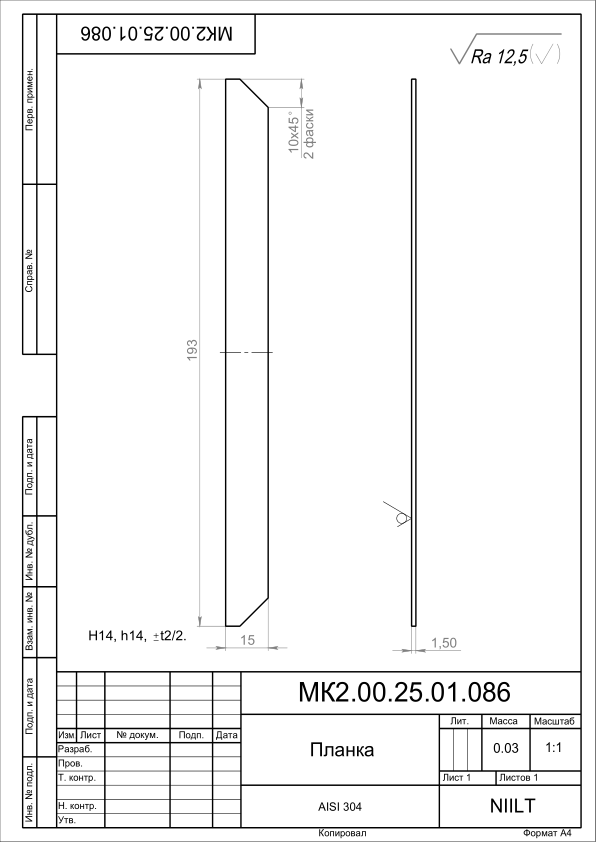 МК2.00.25.01.086
Ra 12,5(√)
Перв. примен.
Справ. №
10x45°
2 фаски
193
Подп. и дата
Инв. № дубл.
Взам. инв. №
Подп. и дата
Инв. № подл.
H14, h14, ±t2/2.
15
1,50
МК2.00.25.01.086
Изм. Лист № докум. Подп. Дата
Разраб.
Пров.
Т. контр.
Н. контр.
Утв.
Планка
Лит. Масса Масштаб
0.03 1:1
Лист 1 Листов 1
AISI 304
NIILT
Копировал Формат А4